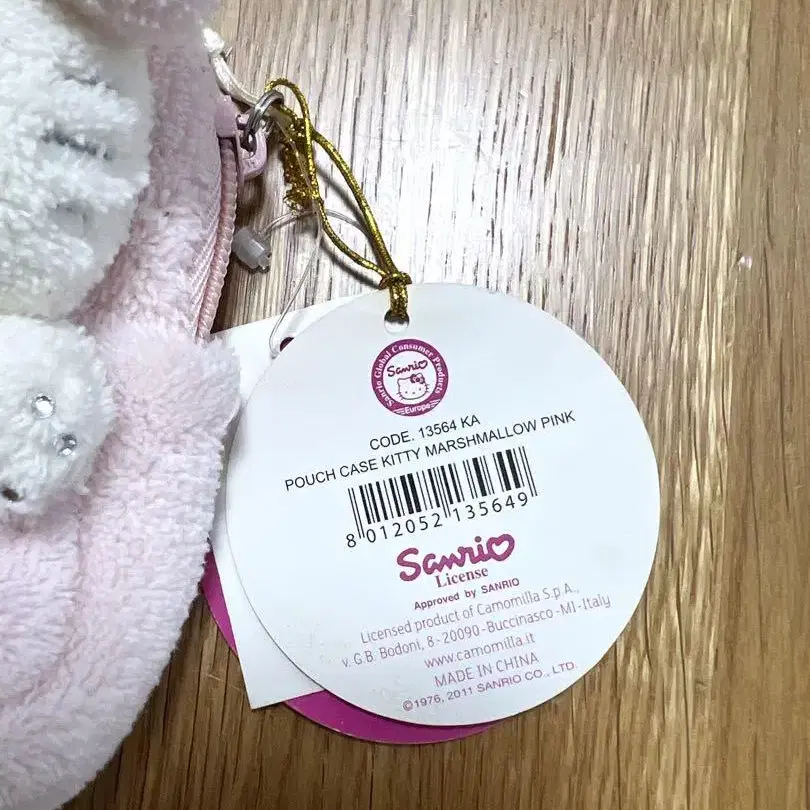 Sanrio Global Consumer Products
Sanrio
Europe
CODE. 13564 KA
POUCH CASE KITTY MARSHMALLOW PINK
8 012052 135649
Sanrio
License
Approved by SANRIO
Licensed product of Camomilla S.p.A.,
v. G.B. Bodoni, 8 - 20090 - Buccinasco - MI - Italy
www.camomilla.it
MADE IN CHINA
©1976, 2011 SANRIO CO., LTD.